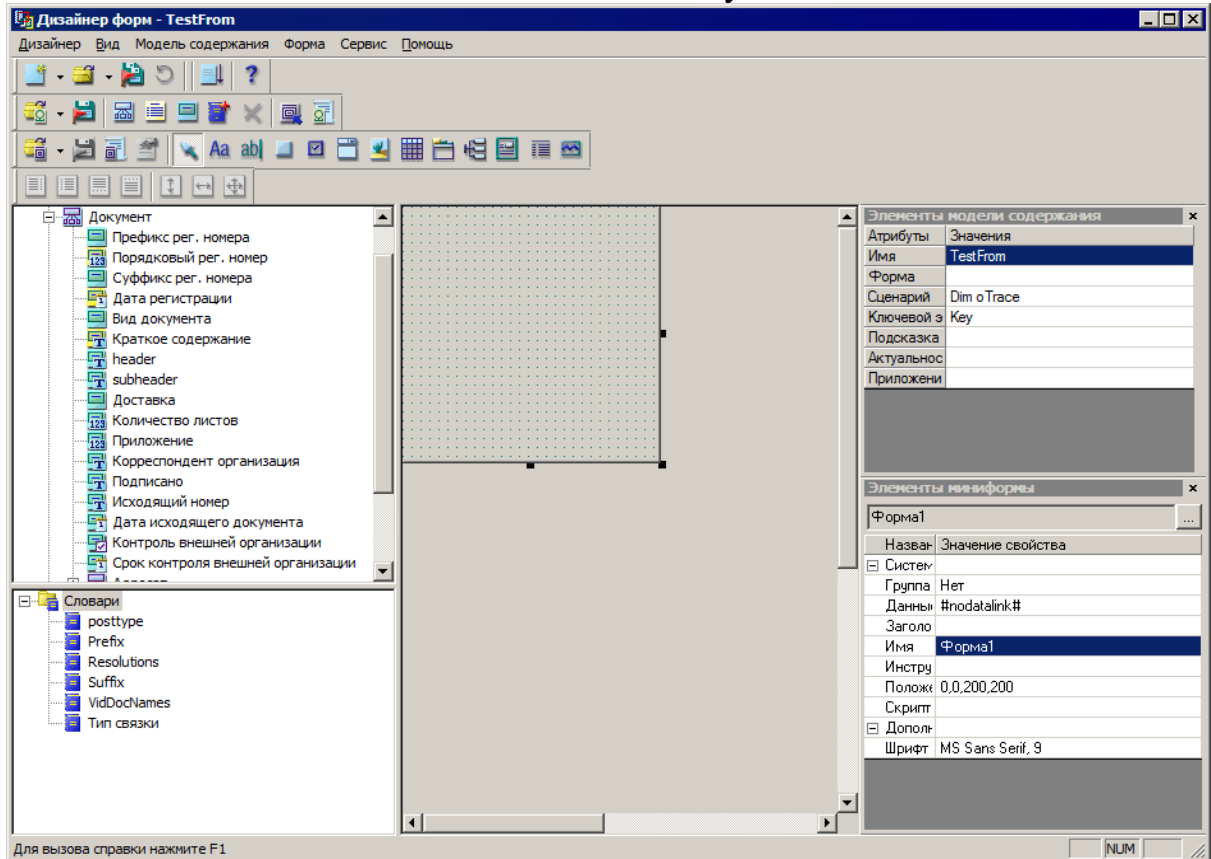 Дизайнер форм - TestFrom
Дизайнер Вид Модель содержания Форма Сервис Помощь
Aa ab|
Документ
Префикс рег. номера
Порядковый рег. номер
Суффикс рег. номера
Дата регистрации
Вид документа
Краткое содержание
header
subheader
Доставка
Количество листов
Приложение
Корреспондент организация
Подписано
Исходящий номер
Дата исходящего документа
Контроль внешней организации
Срок контроля внешней организации
Словари
posttype
Prefix
Resolutions
Suffix
VidDocNames
Тип связки
Элементы модели содержания
Атрибуты Значения
Имя TestFrom
Форма
Сценарий Dim oTrace
Ключевой э Key
Подсказка
Актуальнос
Приложени
Элементы миниформы
Форма1 ...
Назван Значение свойства
Систем
Группа Нет
Данны #nodatalink#
Заголо
Имя Форма1
Инстру
Положе 0,0,200,200
Скрипт
Дополн
Шрифт MS Sans Serif, 9
Для вызова справки нажмите F1 NUM